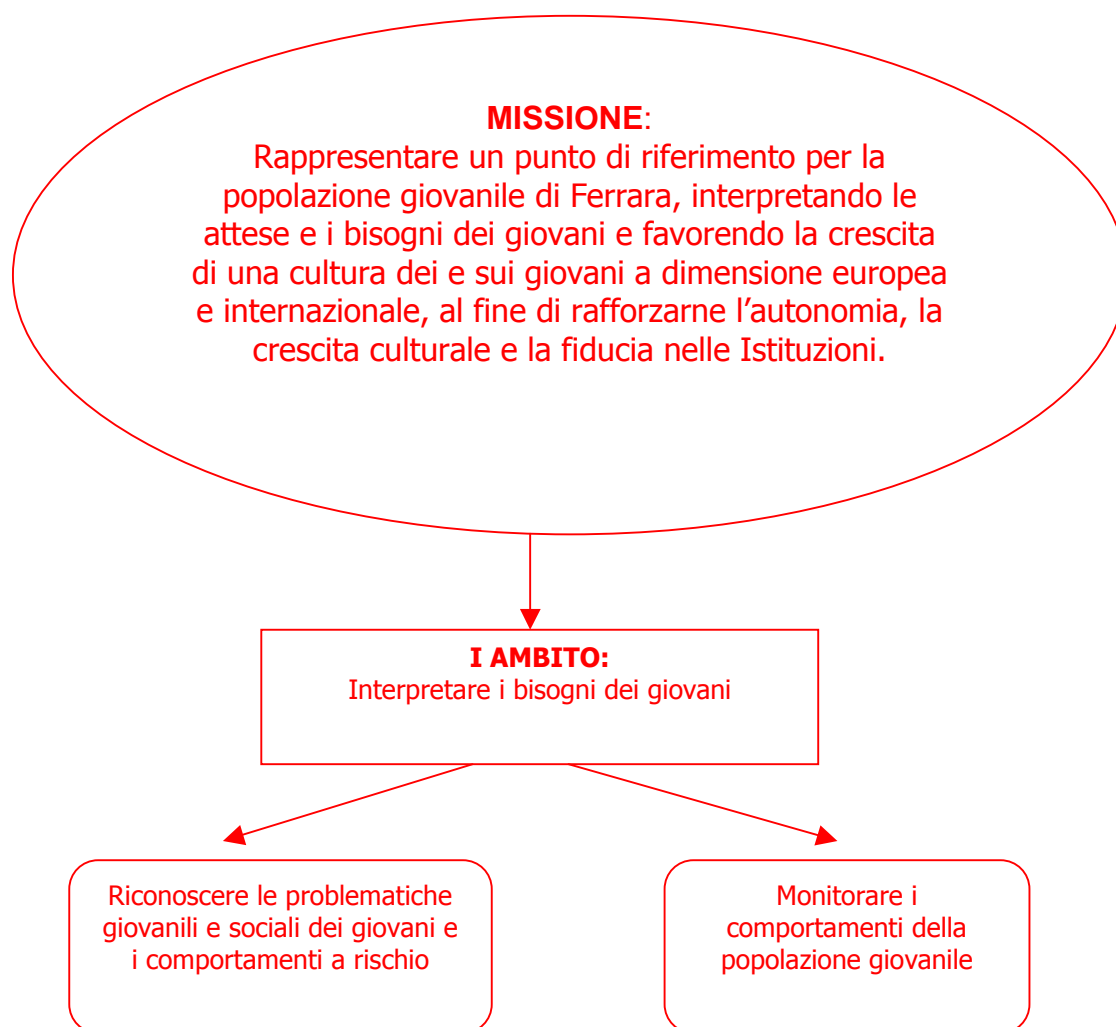 MISSIONE:
Rappresentare un punto di riferimento per la
popolazione giovanile di Ferrara, interpretando le
attese e i bisogni dei giovani e favorendo la crescita
di una cultura dei e sui giovani a dimensione europea
e internazionale, al fine di rafforzarne l'autonomia, la
crescita culturale e la fiducia nelle Istituzioni.
I AMBITO:
Interpretare i bisogni dei giovani
Riconoscere le problematiche
giovanili e sociali dei giovani e
i comportamenti a rischio
Monitorare i
comportamenti della
popolazione giovanile